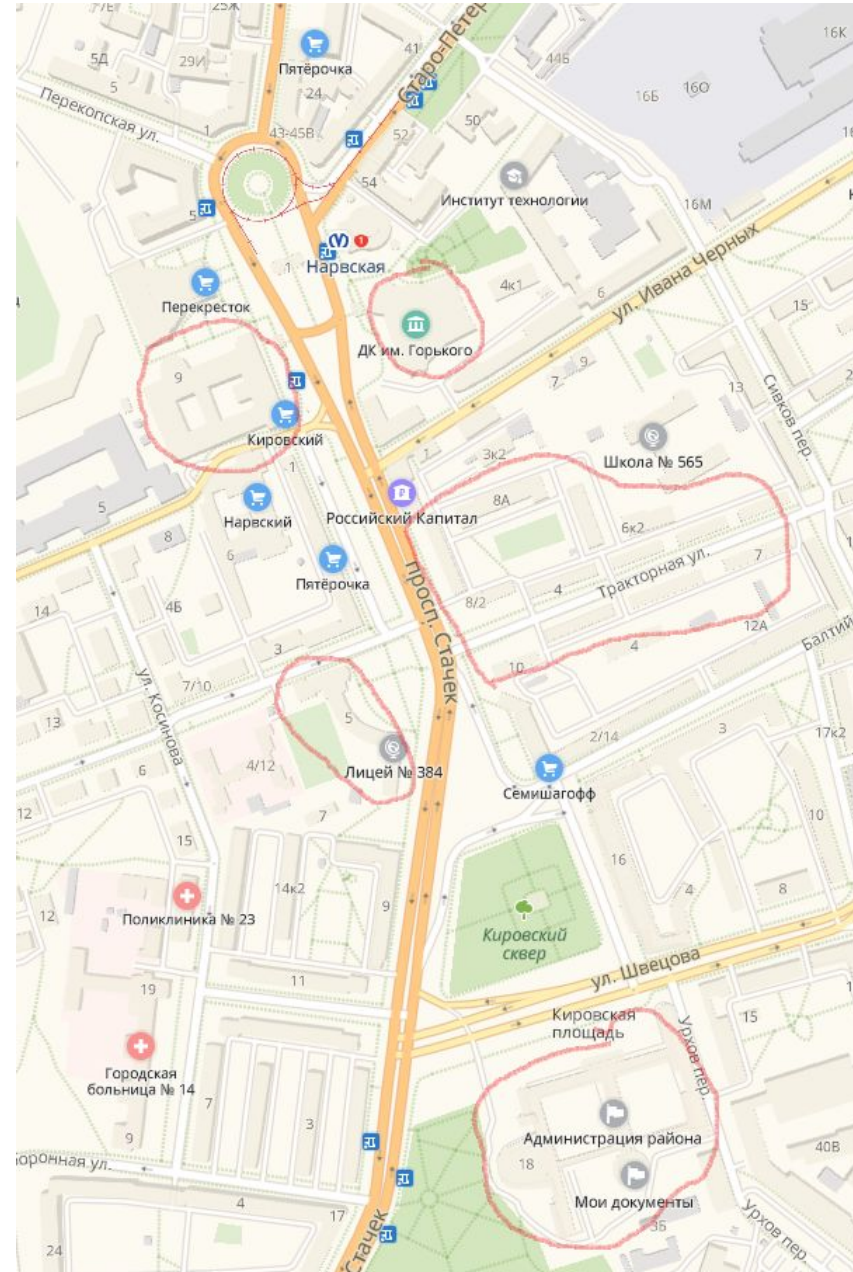 7Е
25Ж
5Д
29И
5
Пятёрочка
24
41
Старо-Петер
44Б
16К
16Б
16О
Перекопская ул.
1
43-45В
52
50
54
Институт технологии
16М
5
Нарвская
1
1
Перекресток
4к1
6
ул. Ивана Черных
15
ДК им. Горького
9
Кировский
7
9
13
Сивков пер.
2
1
1
3к2
Школа № 565
5
Нарвский
8
6
Российский Капитал
8А
6к2
Пятёрочка
просп. Стачек
8/2
4
Тракторная ул.
7
14
4Б
12А
3
10
4
Балтий
ул. Косинова
7/10
13
5
2/14
3
17к2
6
4/12
Лицей № 384
Семишагофф
12
7
10
15
16
14к2
4
8
12
Поликлиника № 23
9
Кировский
сквер
ул. Швецова
11
19
Кировская
площадь
15
1
Урхов пер.
Городская
больница № 14
7
3
Администрация района
9
18
40В
Мои документы
оронная ул.
4
17
3Б
Урхов пер.
24
Стачек